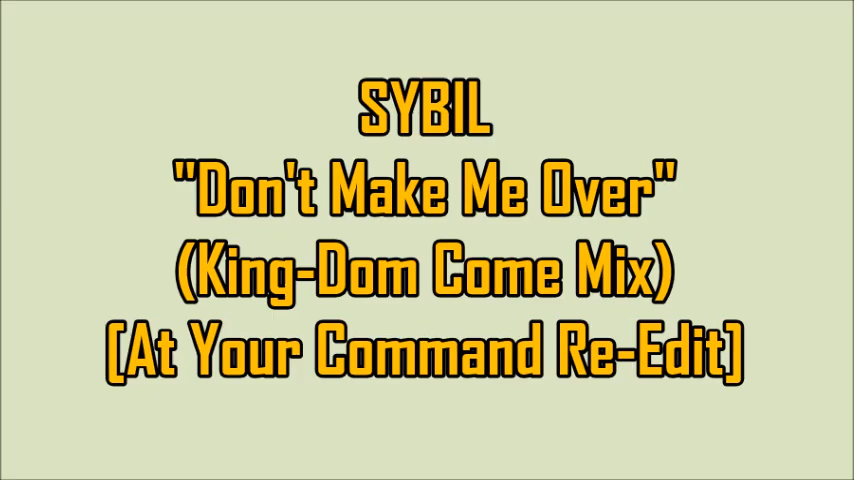 SYBIL
"Don't Make Me Over"
(King-Dom Come Mix)
[At Your Command Re-Edit]